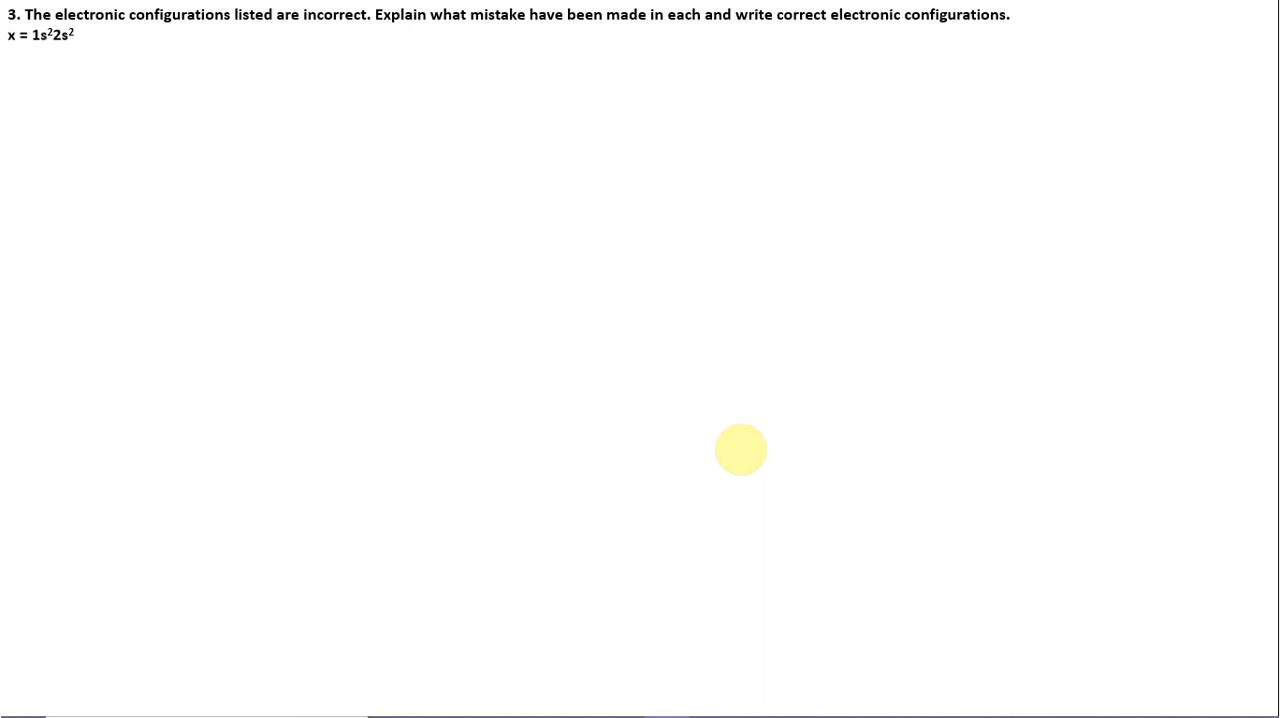 3. The electronic configurations listed are incorrect. Explain what mistake have been made in each and write correct electronic configurations.
x = 1s²2s²